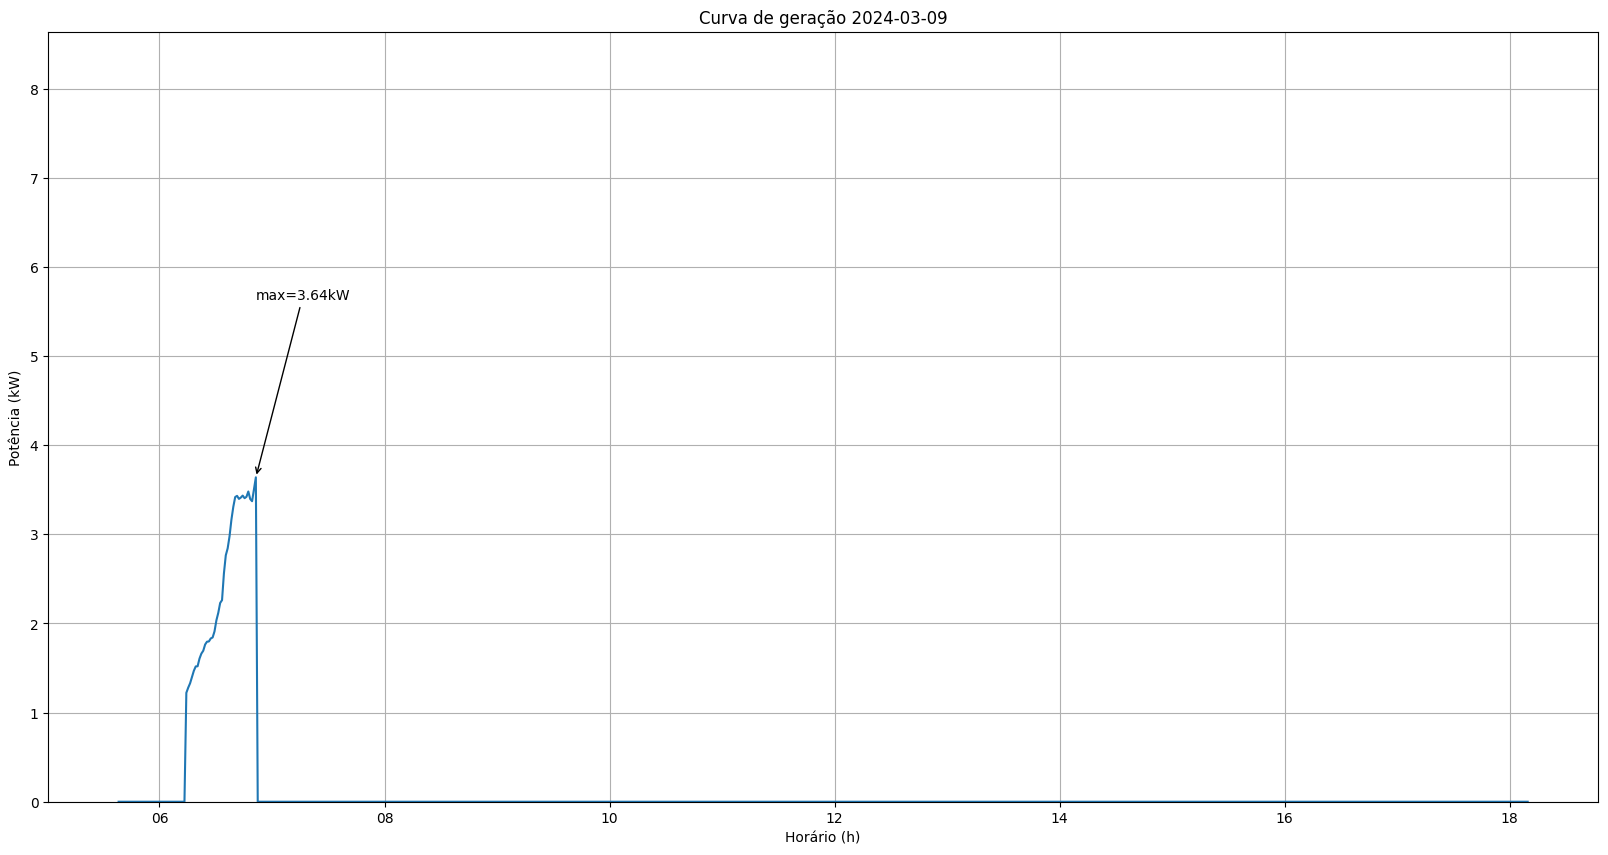 Curva de geração 2024-03-09
8
7
6
max=3.64kW
5
4
3
2
1
0
Potência (kW)
06 08 10 12 14 16 18
Horário (h)